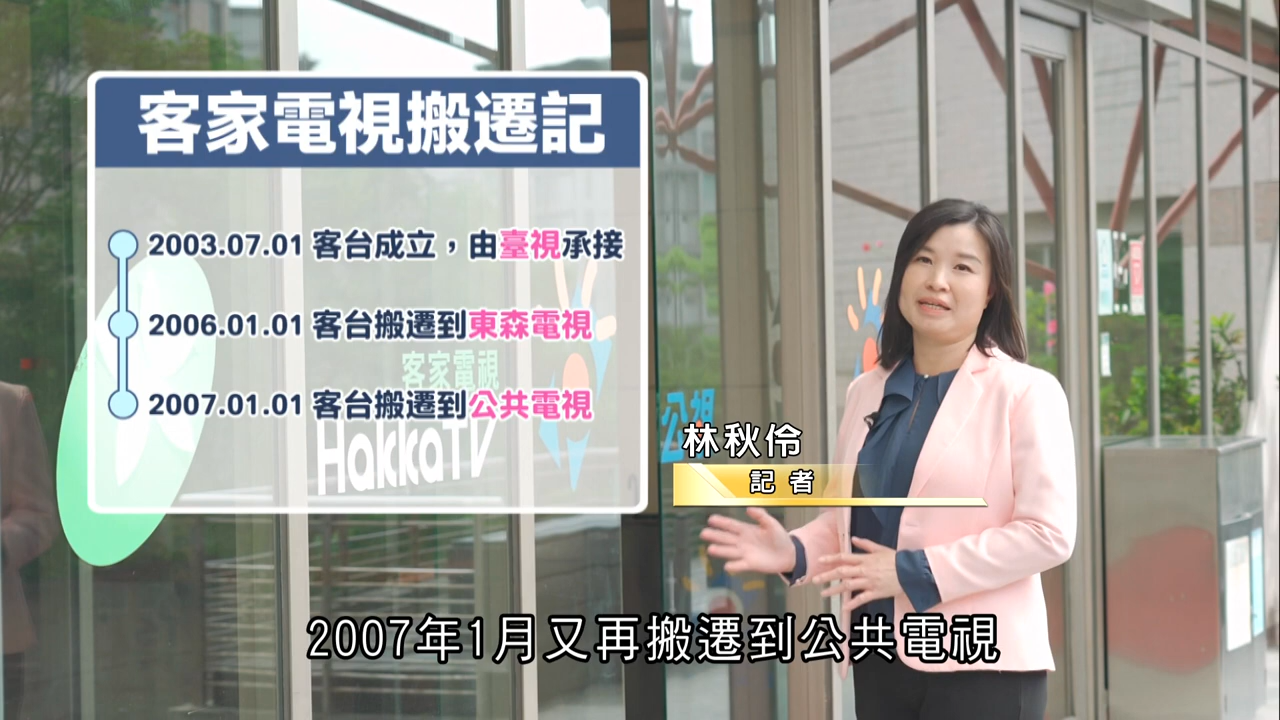 客家電視搬遷記
2003.07.01 客台成立，由臺視承接
2006.01.01 客台搬遷到東森電視
2007.01.01 客台搬遷到公共電視
客家電視
HakkaTV
公視
林秋伶
記者
2007年1月又再搬遷到公共電視